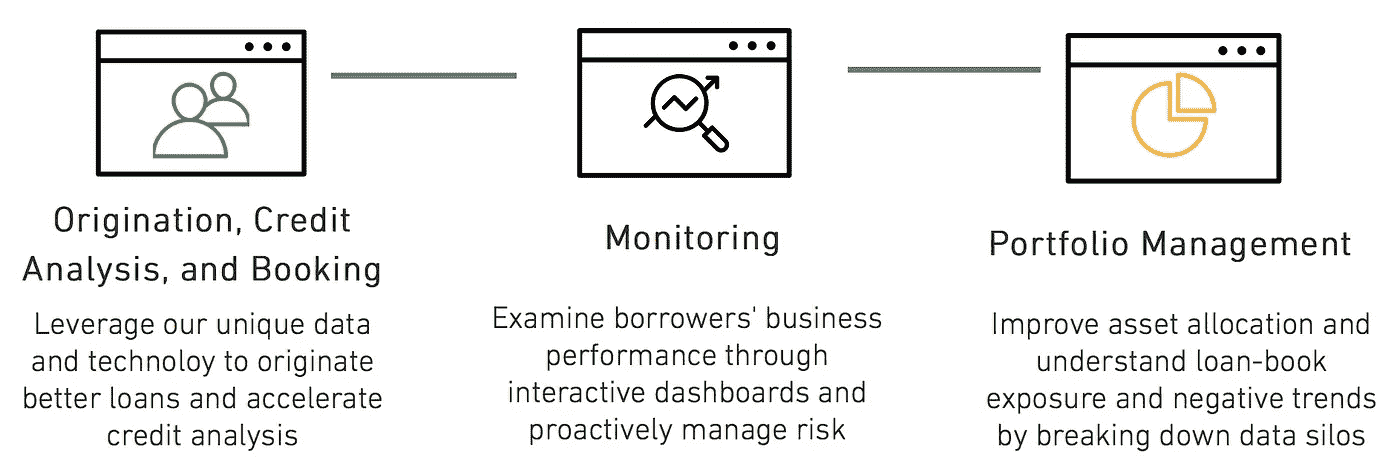 Origination, Credit
Analysis, and Booking
Leverage our unique data
and technoloy to originate
better loans and accelerate
credit analysis
Monitoring
Examine borrowers' business
performance through
interactive dashboards and
proactively manage risk
Portfolio Management
Improve asset allocation and
understand loan-book
exposure and negative trends
by breaking down data silos